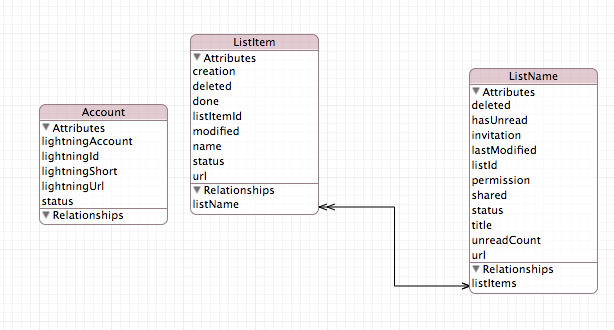 Account
Attributes
lightningAccount
lightningId
lightningShort
lightningUrl
status
Relationships
ListItem
Attributes
creation
deleted
done
listItemId
modified
name
status
url
Relationships
listName
ListName
Attributes
deleted
hasUnread
invitation
lastModified
listId
permission
shared
status
title
unreadCount
url
Relationships
listItems